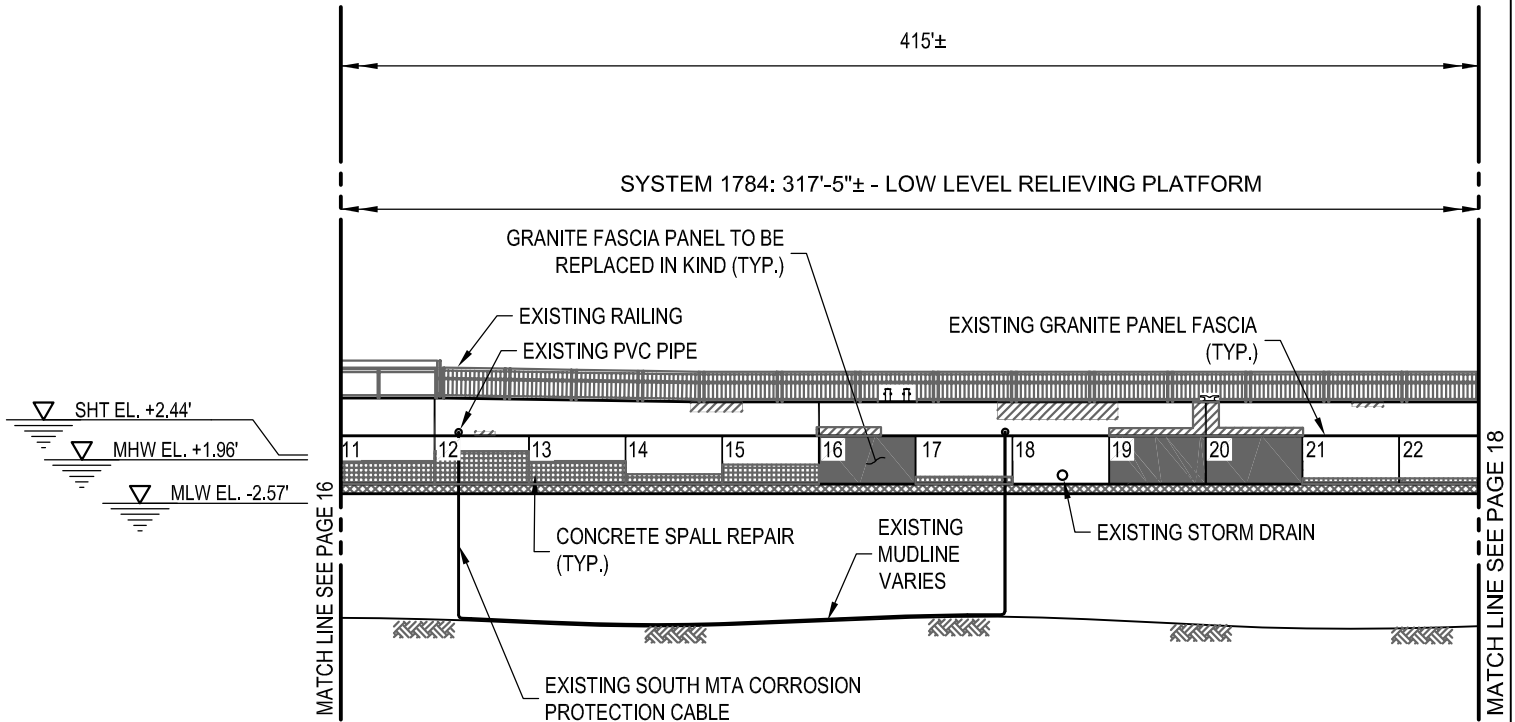 415'±
SYSTEM 1784: 317'-5"± - LOW LEVEL RELIEVING PLATFORM
GRANITE FASCIA PANEL TO BE
REPLACED IN KIND (TYP.)
EXISTING RAILING
EXISTING PVC PIPE
EXISTING GRANITE PANEL FASCIA
(TYP.)
SHT EL. +2.44'
MHW EL. +1.96'
MLW EL. -2.57'
11 12 13 14 15 16 17 18 19 20 21 22
CONCRETE SPALL REPAIR
(TYP.)
EXISTING
MUDLINE
VARIES
EXISTING STORM DRAIN
EXISTING SOUTH MTA CORROSION
PROTECTION CABLE
MATCH LINE SEE PAGE 16
MATCH LINE SEE PAGE 18